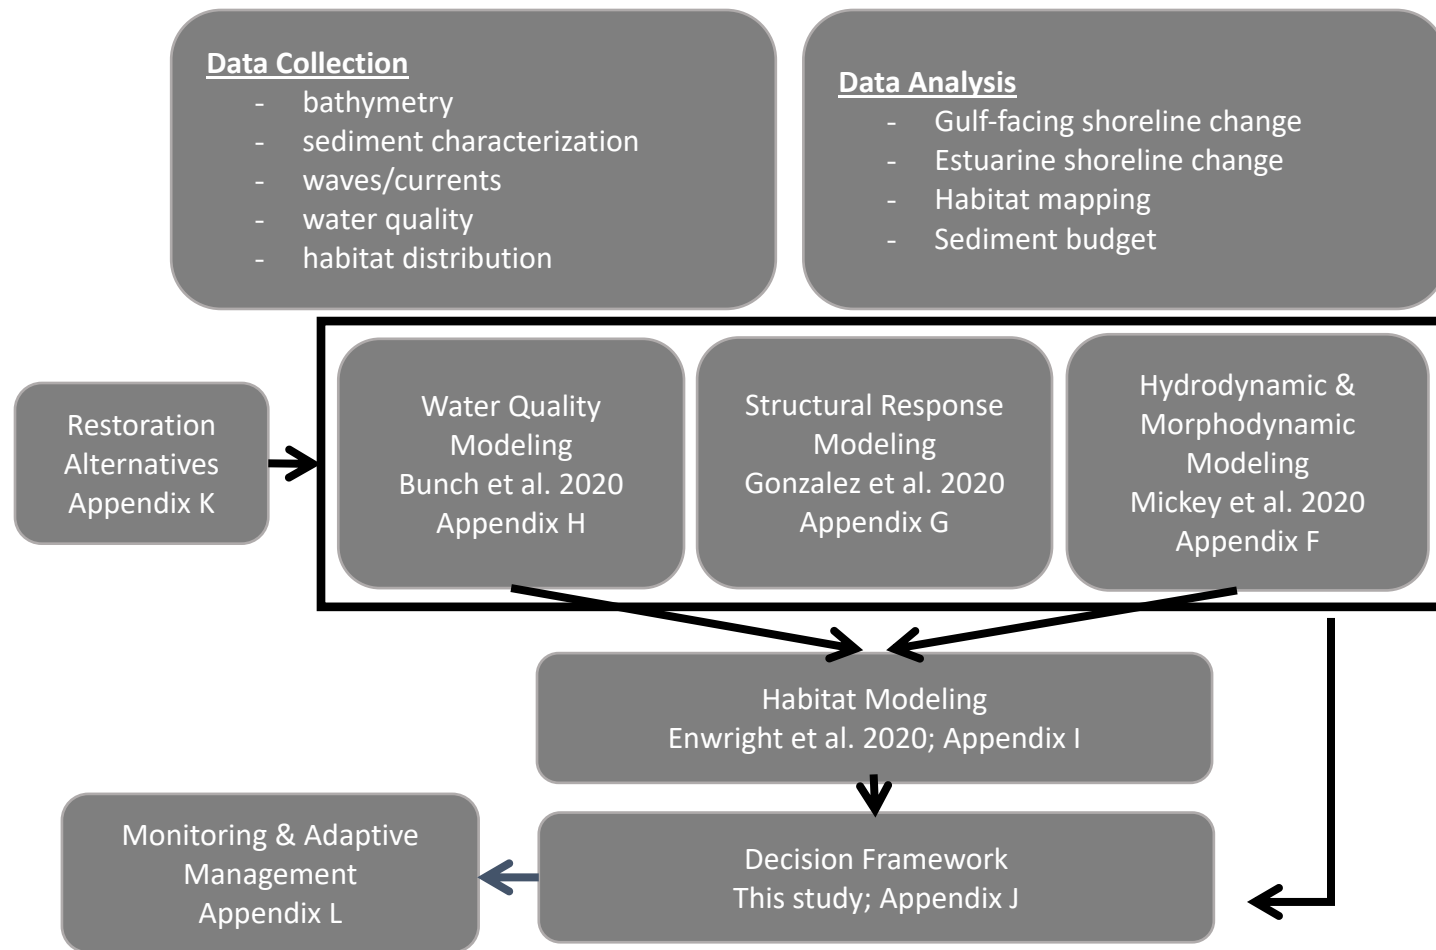 Data Collection
- bathymetry
- sediment characterization
- waves/currents
- water quality
- habitat distribution
Data Analysis
- Gulf-facing shoreline change
- Estuarine shoreline change
- Habitat mapping
- Sediment budget
Restoration
Alternatives
Appendix K
Water Quality
Modeling
Bunch et al. 2020
Appendix H
Structural Response
Modeling
Gonzalez et al. 2020
Appendix G
Hydrodynamic &
Morphodynamic
Modeling
Mickey et al. 2020
Appendix F
Habitat Modeling
Enwright et al. 2020; Appendix I
Monitoring & Adaptive
Management
Appendix L
Decision Framework
This study; Appendix J